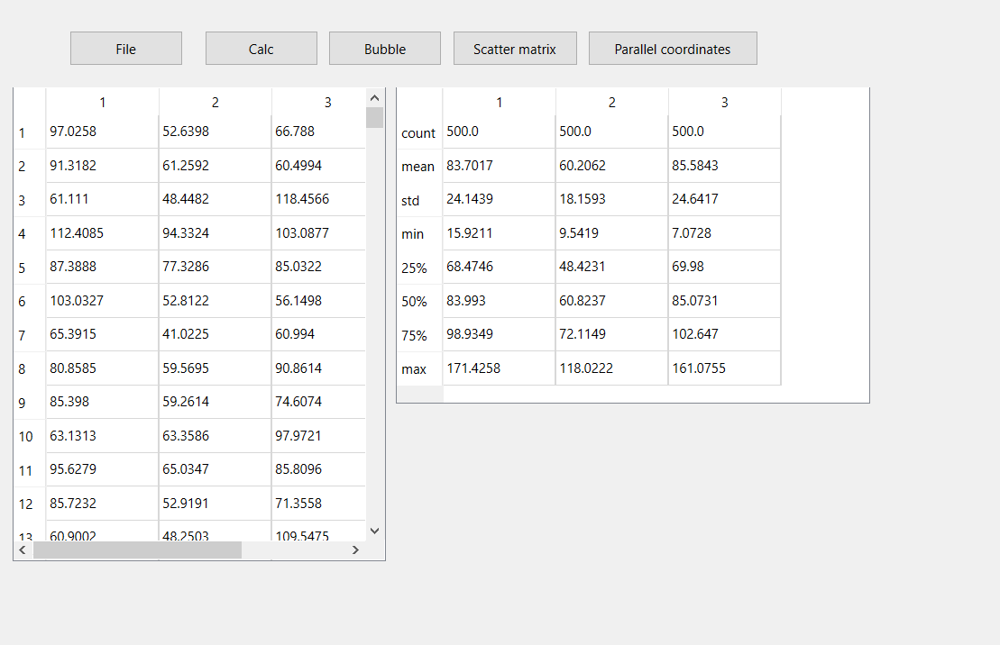 File Calc Bubble Scatter matrix Parallel coordinates
1 2 3
1 97.0258 52.6398 66.788
2 91.3182 61.2592 60.4994
3 61.111 48.4482 118.4566
4 112.4085 94.3324 103.0877
5 87.3888 77.3286 85.0322
6 103.0327 52.8122 56.1498
7 65.3915 41.0225 60.994
8 80.8585 59.5695 90.8614
9 85.398 59.2614 74.6074
10 63.1313 63.3586 97.9721
11 95.6279 65.0347 85.8096
12 85.7232 52.9191 71.3558
13 60.9002 48.2503 109.5475
1 2 3
count 500.0 500.0 500.0
mean 83.7017 60.2062 85.5843
std 24.1439 18.1593 24.6417
min 15.9211 9.5419 7.0728
25% 68.4746 48.4231 69.98
50% 83.993 60.8237 85.0731
75% 98.9349 72.1149 102.647
max 171.4258 118.0222 161.0755